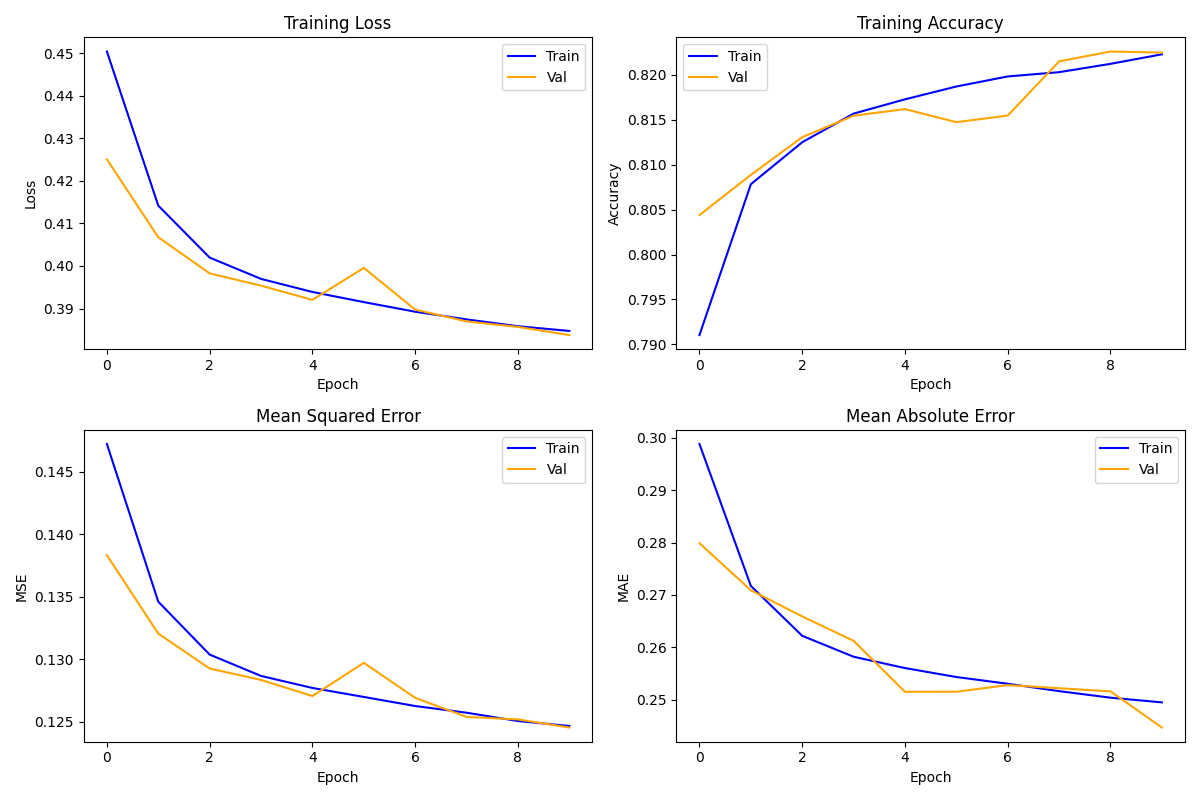 Training Loss
Train
Val
0.45
0.44
0.43
0.42
0.41
0.40
0.39
Loss
0 2 4 6 8
Epoch
Training Accuracy
Train
Val
0.820
0.815
0.810
0.805
0.800
0.795
0.790
Accuracy
0 2 4 6 8
Epoch
Mean Squared Error
Train
Val
0.145
0.140
0.135
0.130
0.125
MSE
0 2 4 6 8
Epoch
Mean Absolute Error
Train
Val
0.30
0.29
0.28
0.27
0.26
0.25
MAE
0 2 4 6 8
Epoch